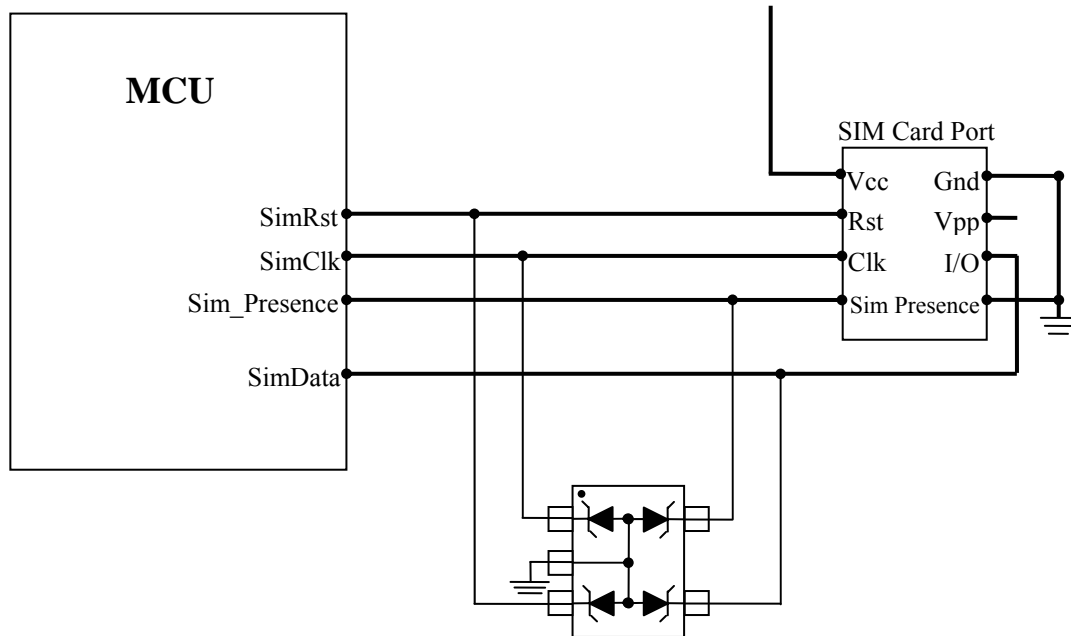 MCU
SIM Card Port
Vcc Gnd
SimRst Rst Vpp
SimClk Clk I/O
Sim_Presence Sim Presence
SimData